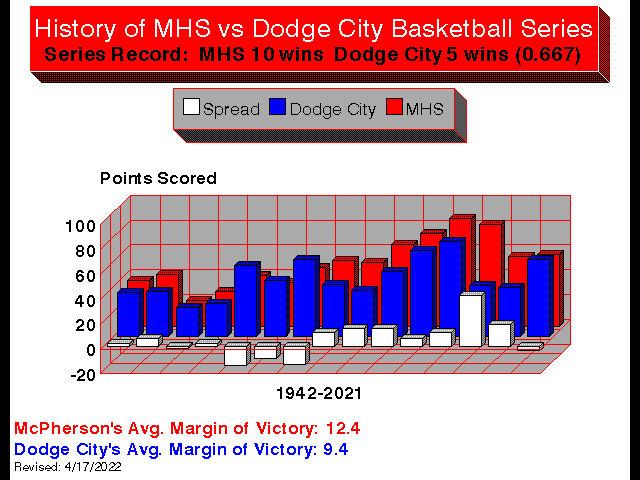 History of MHS vs Dodge City Basketball Series
Series Record: MHS 10 wins Dodge City 5 wins (0.667)
Spread Dodge City MHS
Points Scored
100
80
60
40
20
0
-20
1942-2021
McPherson's Avg. Margin of Victory: 12.4
Dodge City's Avg. Margin of Victory: 9.4
Revised: 4/17/2022